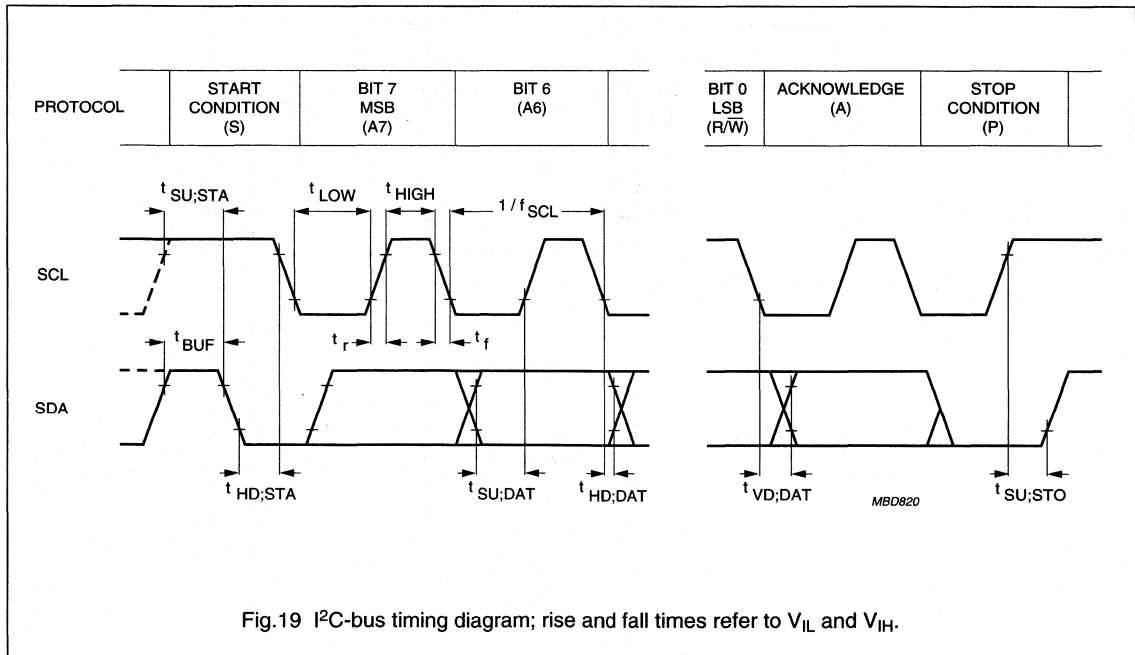 PROTOCOL
START
CONDITION
(S)
BIT 7
MSB
(A7)
BIT 6
(A6)
BIT 0
LSB
(R/W̅)
ACKNOWLEDGE
(A)
STOP
CONDITION
(P)
t SU;STA
t LOW
t HIGH
1 / f SCL
SCL
t BUF
t r
t f
SDA
t HD;STA
t SU;DAT
t HD;DAT
t VD;DAT
MBD820
t SU;STO
Fig.19 I²C-bus timing diagram; rise and fall times refer to VIL and VIH.